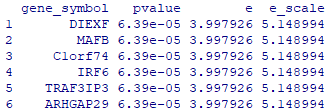 gene_symbol pvalue e e_scale
1 DIEXF 6.39e-05 3.997926 5.148994
2 MAFB 6.39e-05 3.997926 5.148994
3 C1orf74 6.39e-05 3.997926 5.148994
4 IRF6 6.39e-05 3.997926 5.148994
5 TRAF3IP3 6.39e-05 3.997926 5.148994
6 ARHGAP29 6.39e-05 3.997926 5.148994